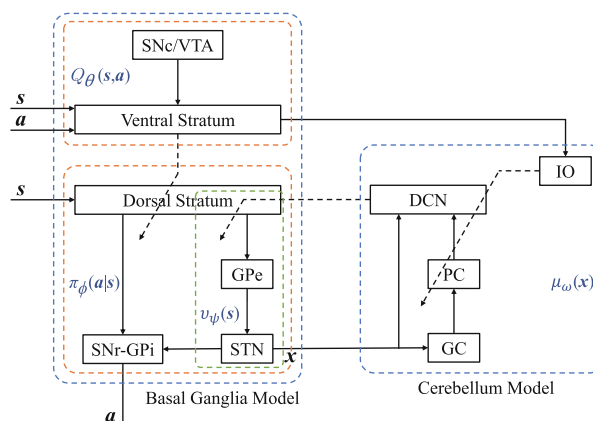 SNc/VTA
Qθ(s,a)
s
a
Ventral Stratum
IO
s
Dorsal Stratum
DCN
GPe
PC
πϕ(a|s)
μω(x)
υψ(s)
SNr-GPi
STN
x
GC
Cerebellum Model
Basal Ganglia Model
a